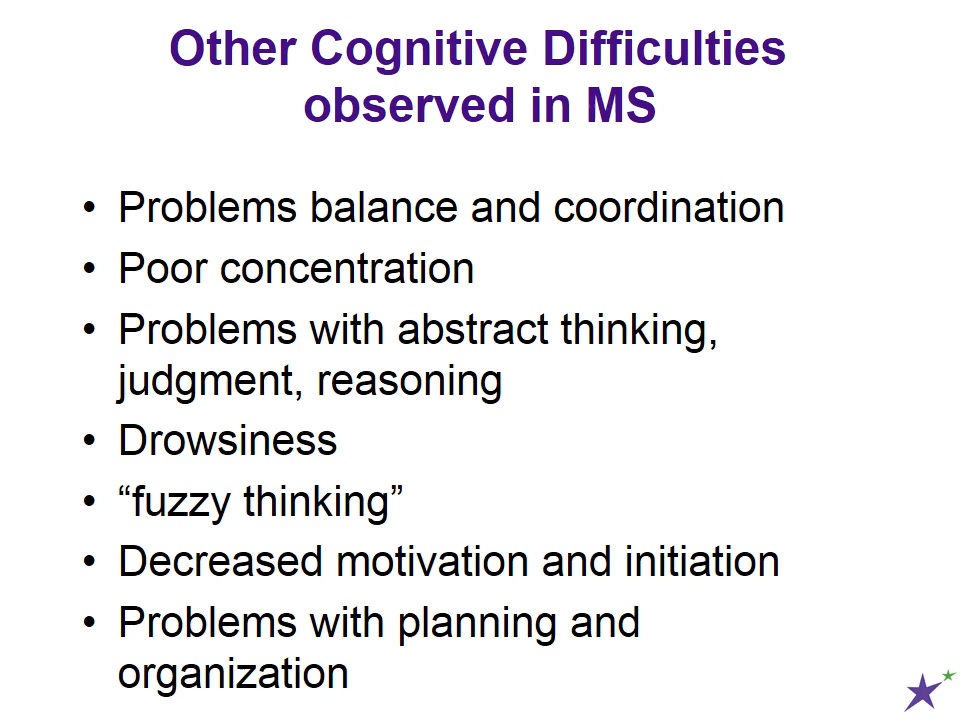 Other Cognitive Difficulties
observed in MS
• Problems balance and coordination
• Poor concentration
• Problems with abstract thinking,
judgment, reasoning
• Drowsiness
• “fuzzy thinking”
• Decreased motivation and initiation
• Problems with planning and
organization